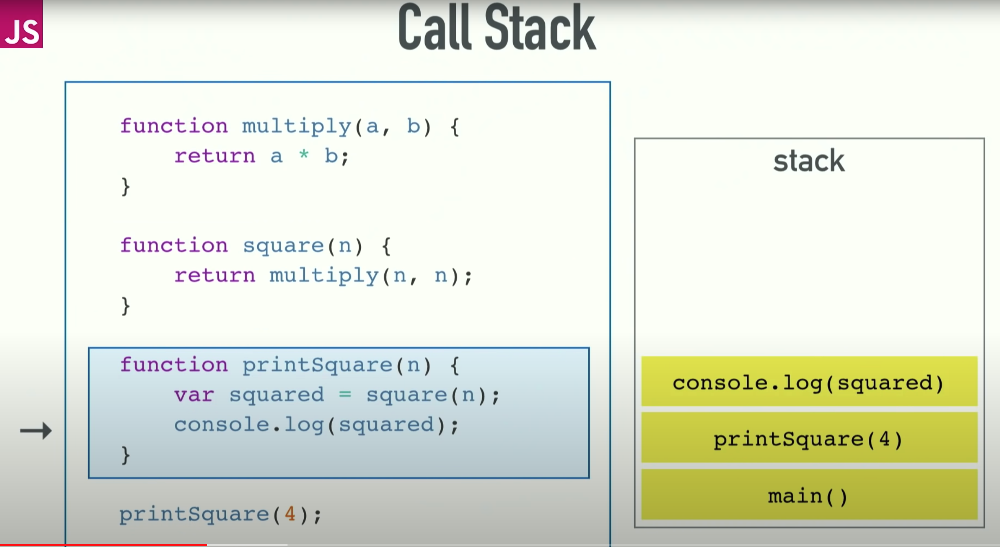 JS
Call Stack
function multiply(a, b) {
    return a * b;
}
function square(n) {
    return multiply(n, n);
}
function printSquare(n) {
    var squared = square(n);
    console.log(squared);
}
printSquare(4);
stack
console.log(squared)
printSquare(4)
main()